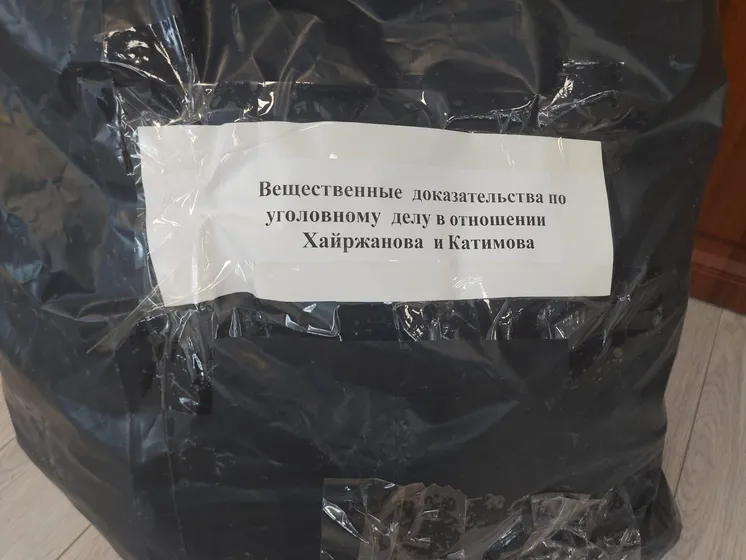 Вещественные доказательства по
уголовному делу в отношении
Хайржанова и Катимова